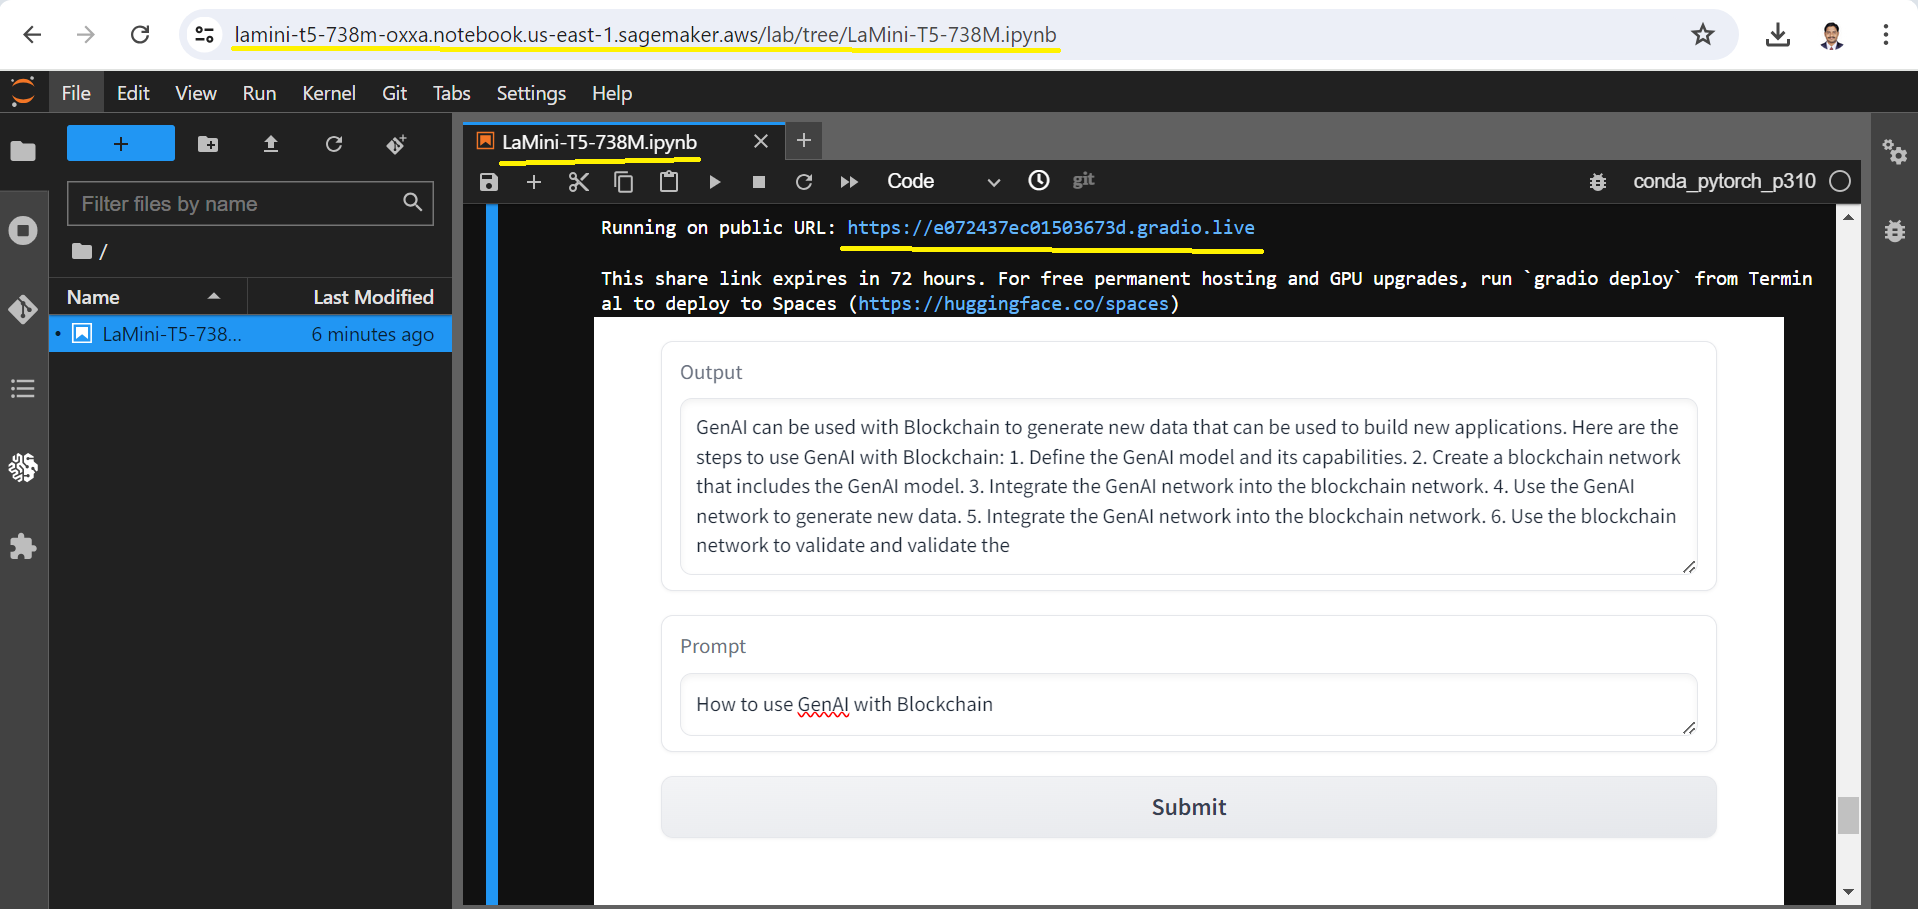 lamini-t5-738m-oxxa.notebook.us-east-1.sagemaker.aws/lab/tree/LaMini-T5-738M.ipynb
File Edit View Run Kernel Git Tabs Settings Help
LaMini-T5-738M.ipynb
Code
git
conda_pytorch_p310
Filter files by name
/
Name Last Modified
LaMini-T5-738... 6 minutes ago
Running on public URL: https://e072437ec01503673d.gradio.live
This share link expires in 72 hours. For free permanent hosting and GPU upgrades, run `gradio deploy` from Termin
al to deploy to Spaces (https://huggingface.co/spaces)
Output
GenAI can be used with Blockchain to generate new data that can be used to build new applications. Here are the
steps to use GenAI with Blockchain: 1. Define the GenAI model and its capabilities. 2. Create a blockchain network
that includes the GenAI model. 3. Integrate the GenAI network into the blockchain network. 4. Use the GenAI
network to generate new data. 5. Integrate the GenAI network into the blockchain network. 6. Use the blockchain
network to validate and validate the
Prompt
How to use GenAI with Blockchain
Submit